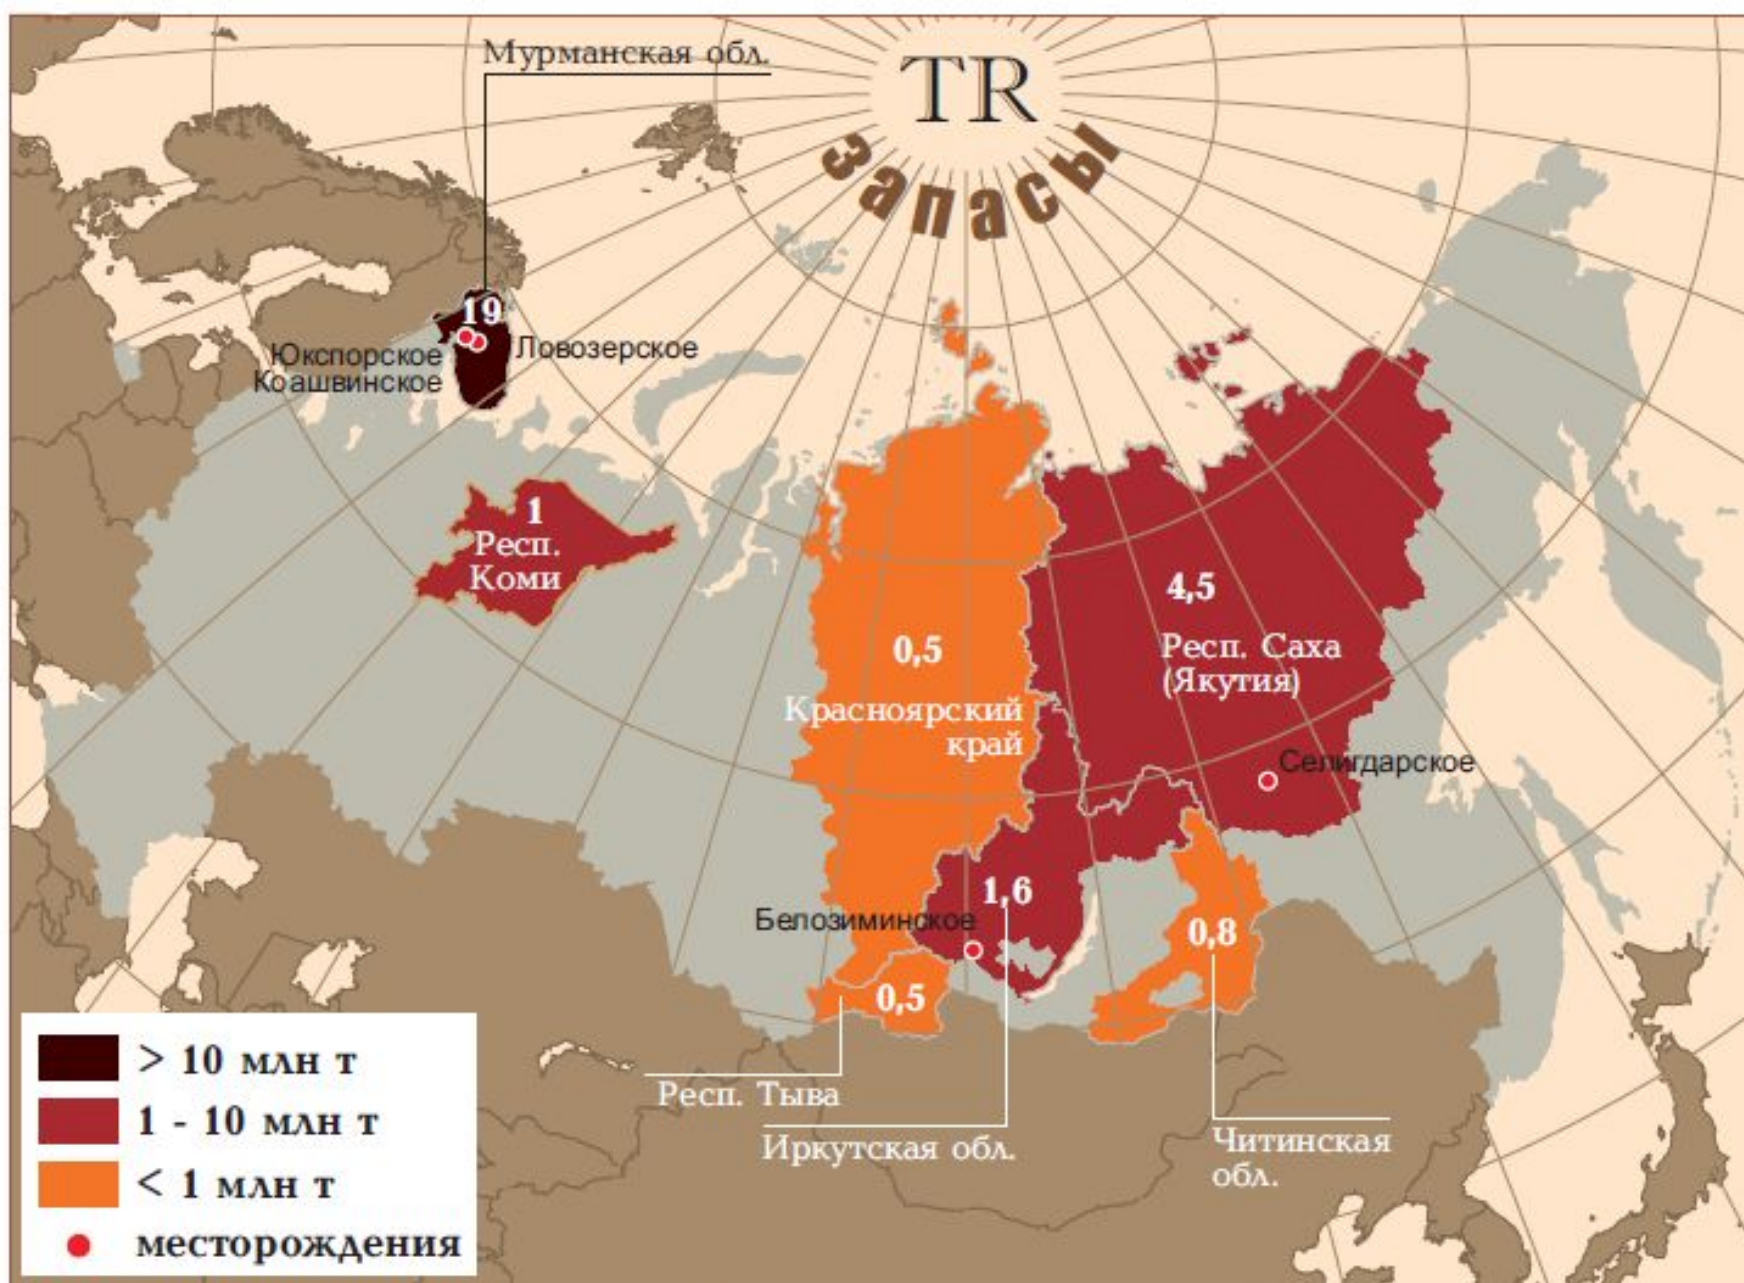 Мурманская обл.
TR
запасы
19
Юкспорское
Коашвинское
Ловозерское
1
Респ.
Коми
0,5
Красноярский
край
4,5
Респ. Саха
(Якутия)
Селигдарское
1,6
Белозиминское
0,8
0,5
Респ. Тыва
Иркутская обл.
Читинская
обл.
> 10 млн т
1 - 10 млн т
< 1 млн т
месторождения